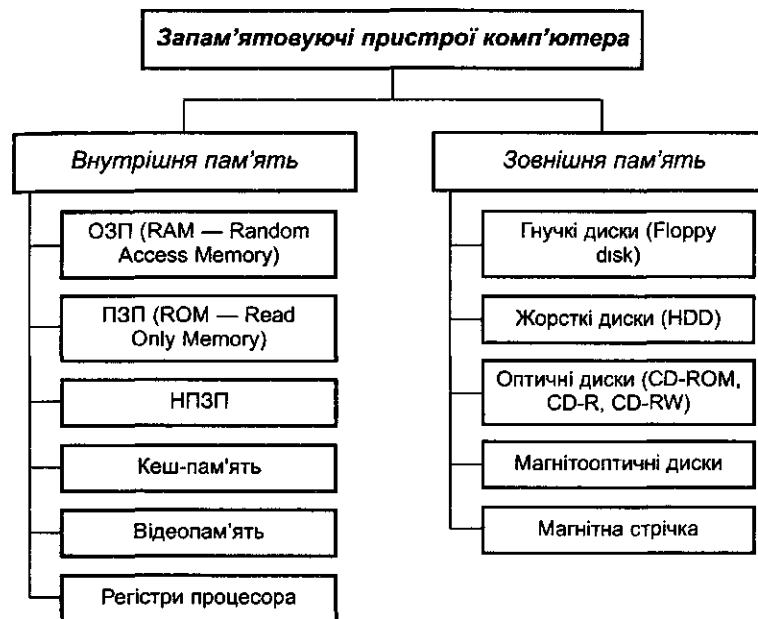 Запам’ятовуючі пристрої комп’ютера
Внутрішня пам’ять
ОЗП (RAM — Random
Access Memory)
ПЗП (ROM — Read
Only Memory)
НПЗП
Кеш-пам'ять
Відеопам'ять
Регістри процесора
Зовнішня пам’ять
Гнучкі диски (Floppy
disk)
Жорсткі диски (HDD)
Оптичні диски (CD-ROM,
CD-R, CD-RW)
Магнітооптичні диски
Магнітна стрічка